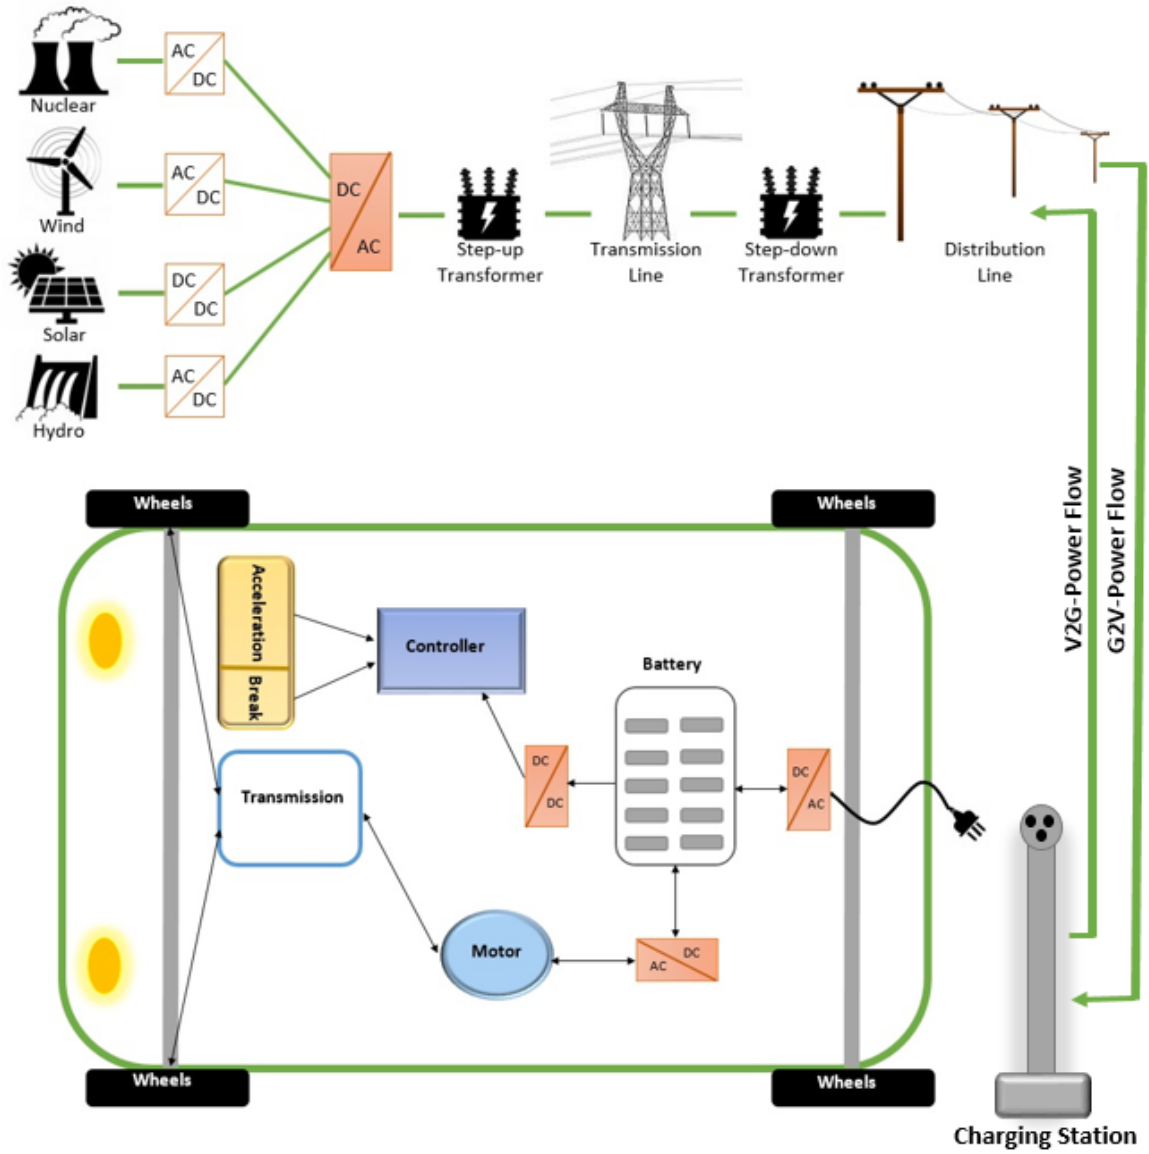 AC
DC
Nuclear
AC
DC
Wind
DC
DC
Solar
AC
DC
Hydro
DC
AC
Step-up
Transformer
Transmission
Line
Step-down
Transformer
Distribution
Line
V2G-Power Flow
G2V-Power Flow
Wheels
Wheels
Acceleration
Break
Controller
Battery
DC
DC
DC
AC
Transmission
Motor
AC
DC
Wheels
Wheels
Charging Station